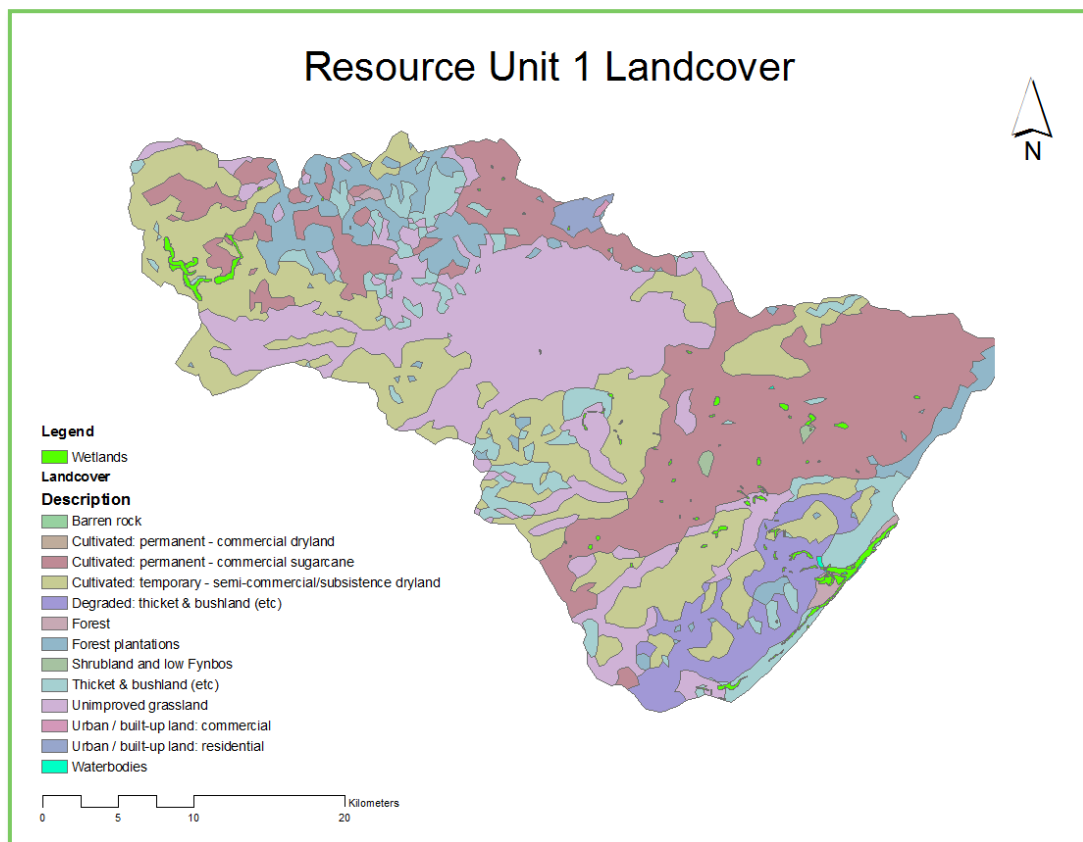 Resource Unit 1 Landcover
N
Legend
Wetlands
Landcover
Description
Barren rock
Cultivated: permanent - commercial dryland
Cultivated: permanent - commercial sugarcane
Cultivated: temporary - semi-commercial/subsistence dryland
Degraded: thicket & bushland (etc)
Forest
Forest plantations
Shrubland and low Fynbos
Thicket & bushland (etc)
Unimproved grassland
Urban / built-up land: commercial
Urban / built-up land: residential
Waterbodies
Kilometers
0 5 10 20